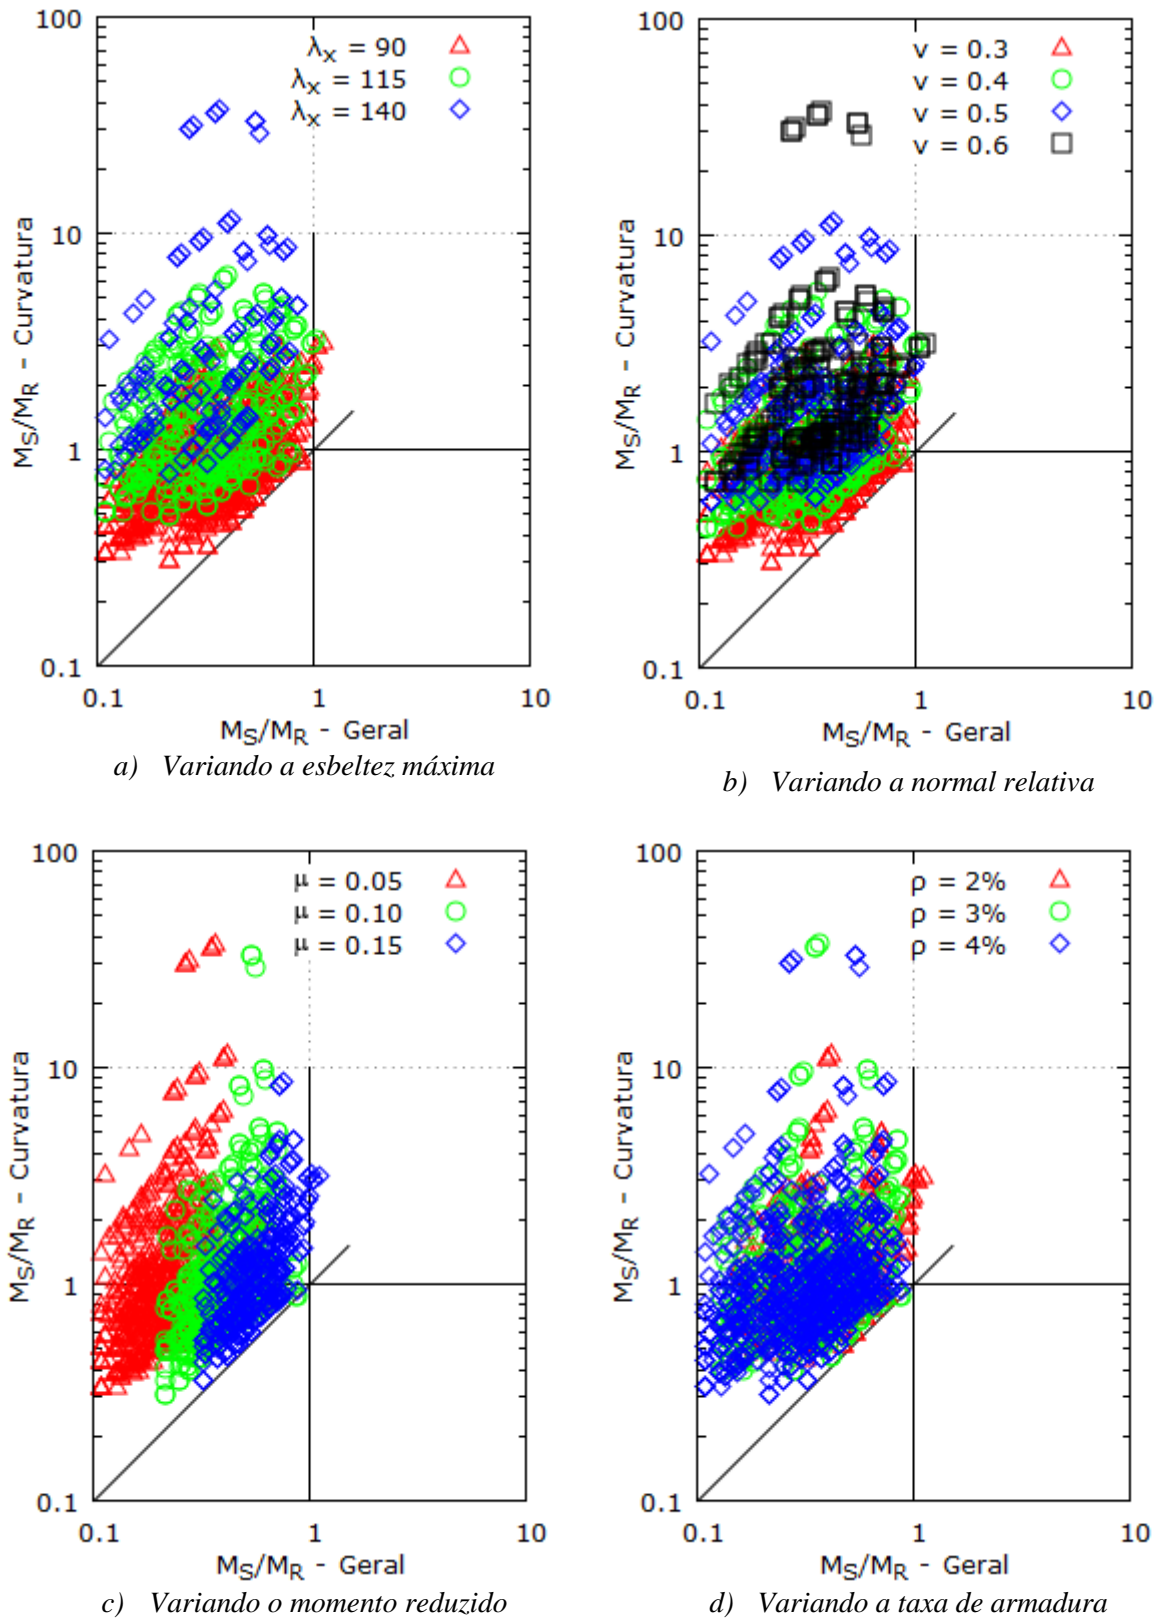 100
10
1
0.1
λx = 90
λx = 115
λx = 140
0.1 1 10
MS/MR - Curvatura
MS/MR - Geral
a) Variando a esbeltez máxima
100
10
1
0.1
v = 0.3
v = 0.4
v = 0.5
v = 0.6
0.1 1 10
MS/MR - Curvatura
MS/MR - Geral
b) Variando a normal relativa
100
10
1
0.1
μ = 0.05
μ = 0.10
μ = 0.15
0.1 1 10
MS/MR - Curvatura
MS/MR - Geral
c) Variando o momento reduzido
100
10
1
0.1
ρ = 2%
ρ = 3%
ρ = 4%
0.1 1 10
MS/MR - Curvatura
MS/MR - Geral
d) Variando a taxa de armadura